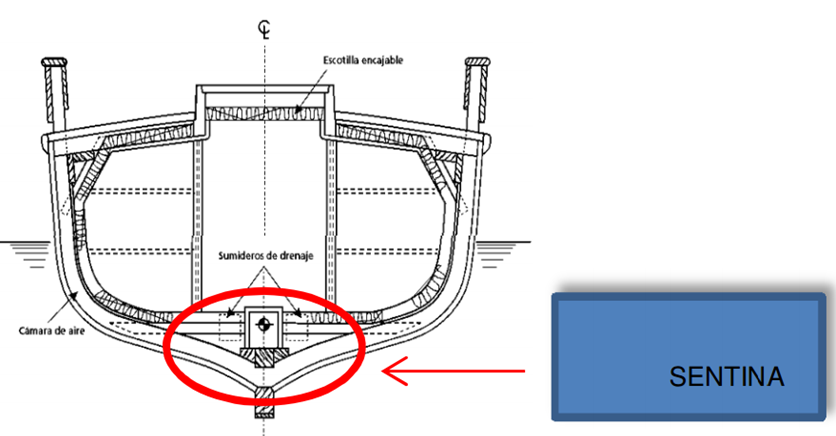 ℄
Escotilla encajable
Sumideros de drenaje
Cámara de aire
SENTINA